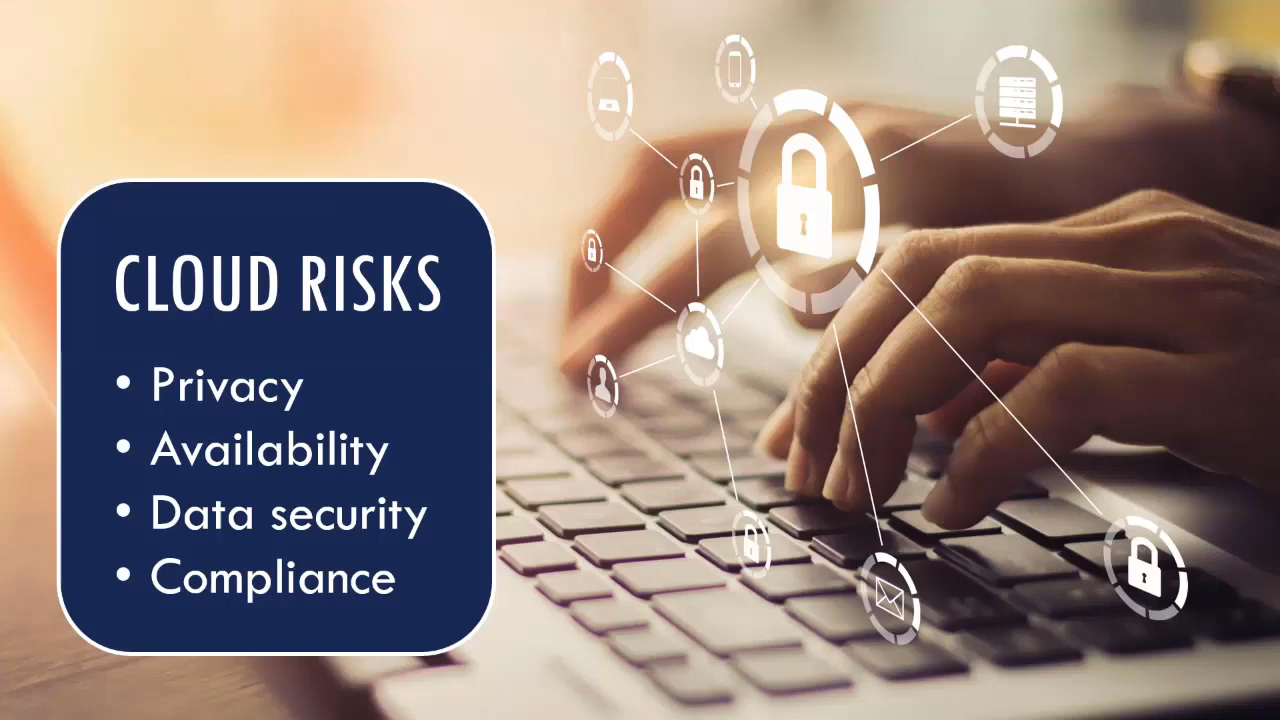 CLOUD RISKS
• Privacy
• Availability
• Data security
• Compliance